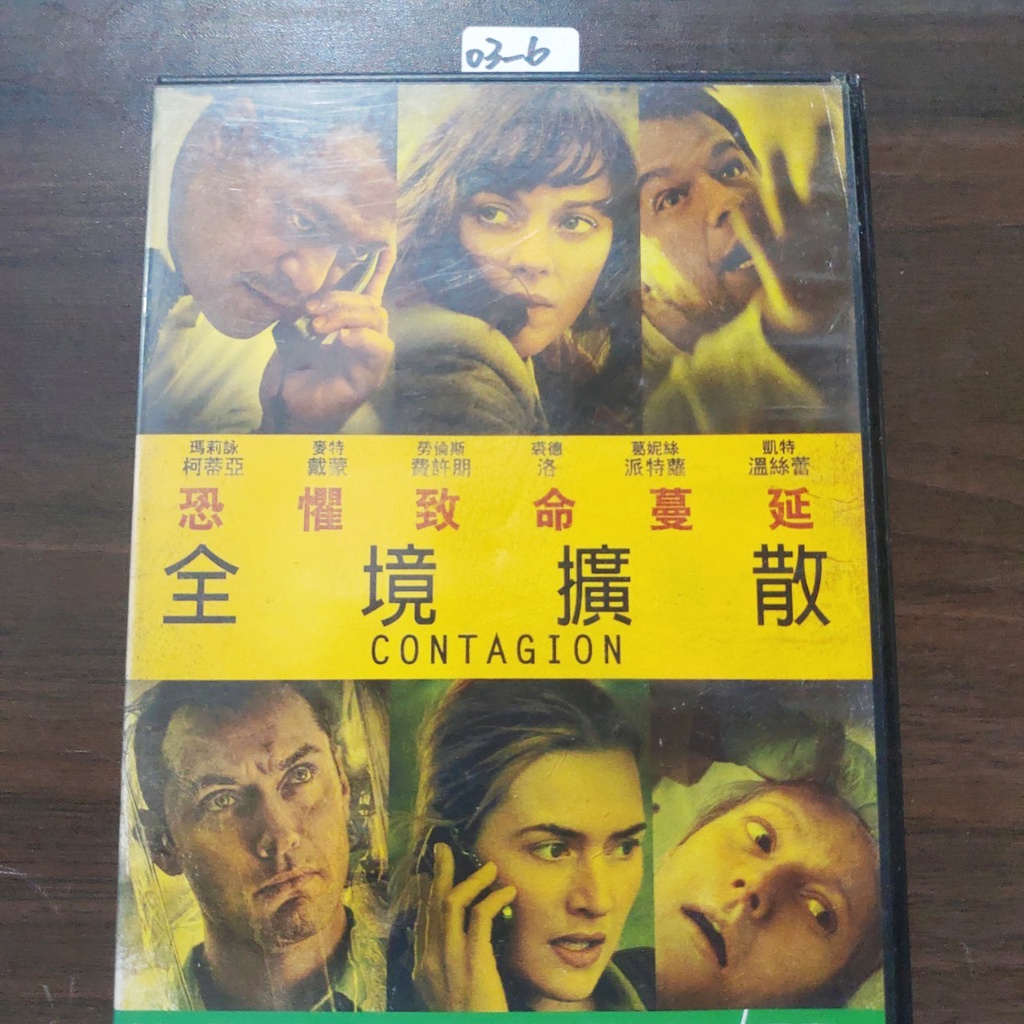 03-6
瑪莉詠 麥特 勞倫斯 裘德 葛妮絲 凱特
柯蒂亞 戴蒙 費許朋 洛 派特蘿 溫絲蕾
恐懼致命蔓延
全境擴散
CONTAGION